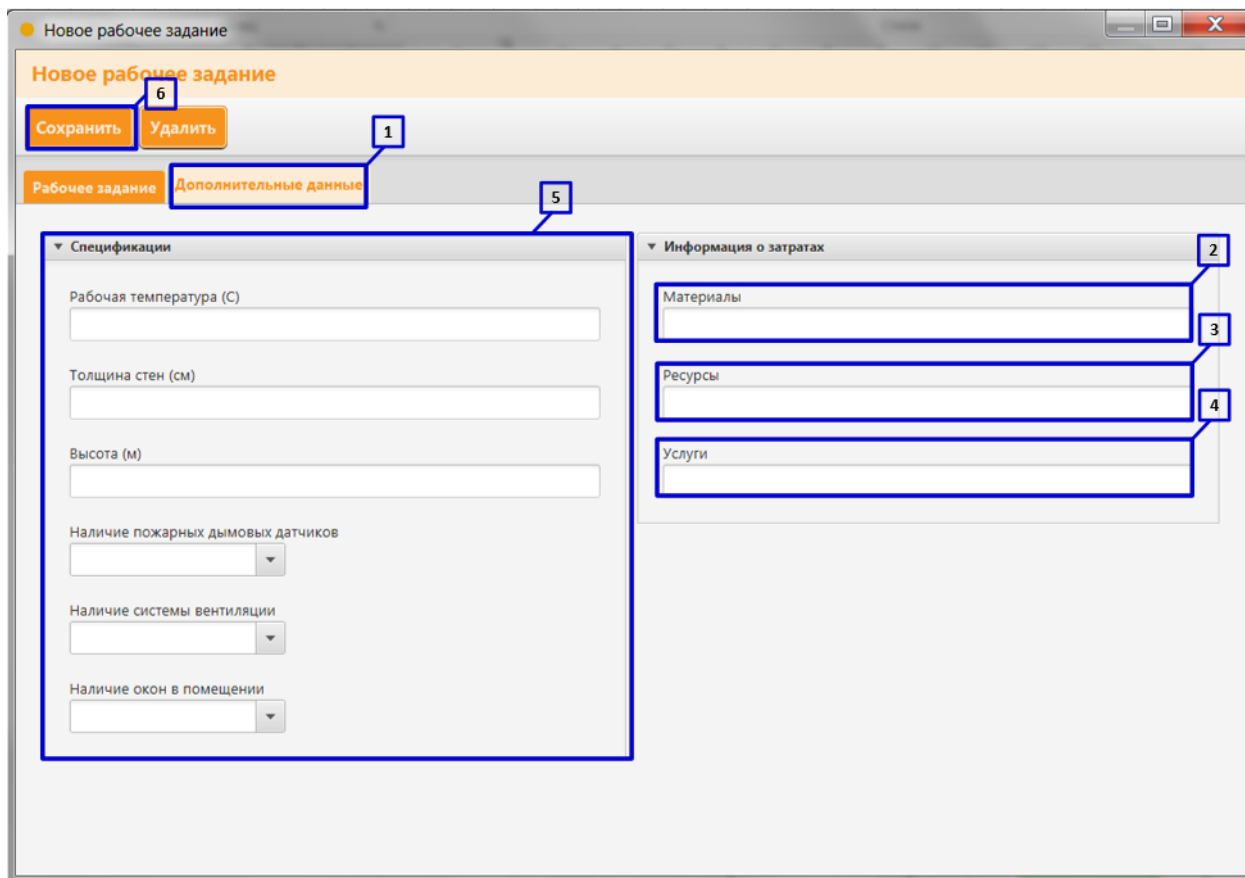 Новое рабочее задание
Новое рабочее задание
6
Сохранить Удалить
1
Рабочее задание Дополнительные данные
5
Спецификации
Рабочая температура (C)
Толщина стен (см)
Высота (м)
Наличие пожарных дымовых датчиков
Наличие системы вентиляции
Наличие окон в помещении
Информация о затратах
2
Материалы
3
Ресурсы
4
Услуги